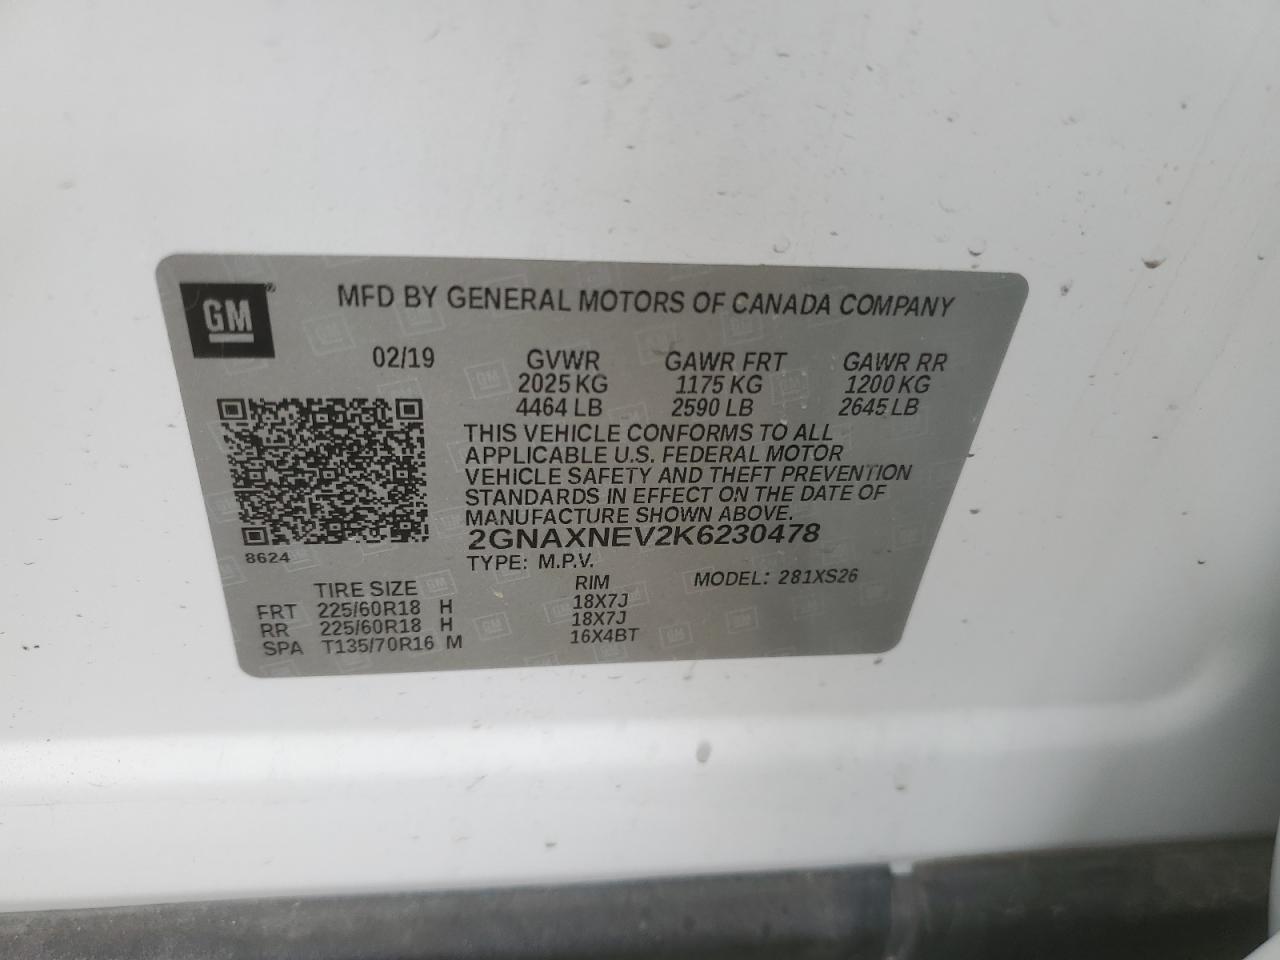 GM
MFD BY GENERAL MOTORS OF CANADA COMPANY
02/19 GVWR GAWR FRT GAWR RR
2025 KG 1175 KG 1200 KG
4464 LB 2590 LB 2645 LB
THIS VEHICLE CONFORMS TO ALL
APPLICABLE U.S. FEDERAL MOTOR
VEHICLE SAFETY AND THEFT PREVENTION
STANDARDS IN EFFECT ON THE DATE OF
MANUFACTURE SHOWN ABOVE.
2GNAXNEV2K6230478
8624
TYPE: M.P.V.
MODEL: 281XS26
TIRE SIZE RIM
FRT 225/60R18 H 18X7J
RR 225/60R18 H 18X7J
SPA T135/70R16 M 16X4BT